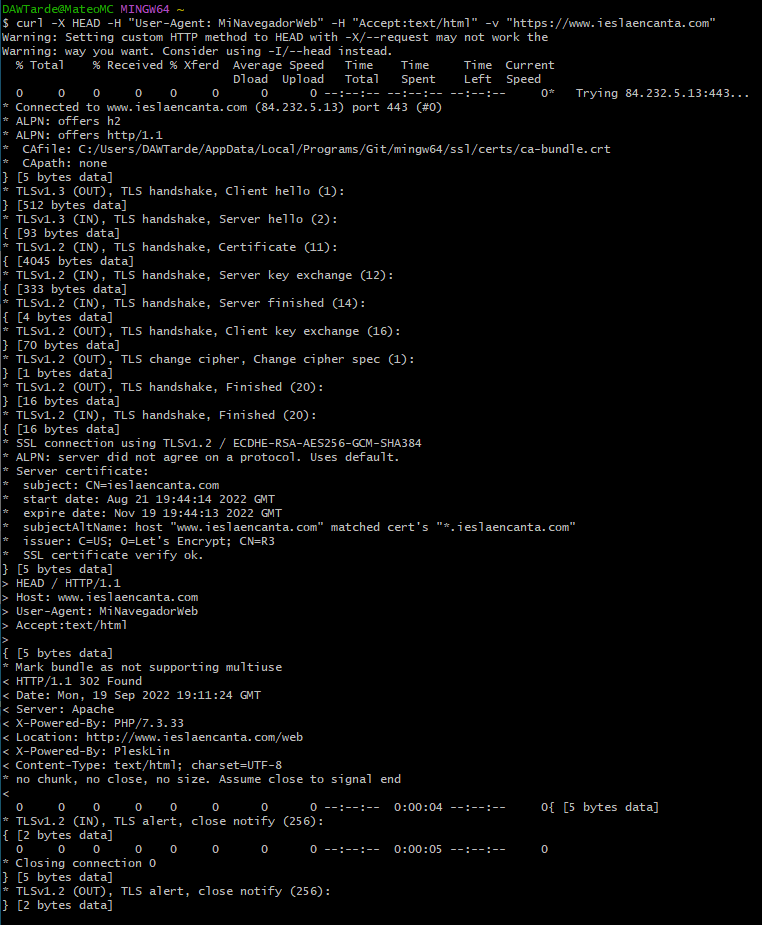 DAWTarde@MateoMC MINGW64 ~
$ curl -X HEAD -H "User-Agent: MiNavegadorWeb" -H "Accept:text/html" -v "https://www.ieslaencanta.com"
Warning: Setting custom HTTP method to HEAD with -X/--request may not work the
Warning: way you want. Consider using -I/--head instead.
  % Total    % Received % Xferd  Average Speed   Time    Time     Time  Current
                                 Dload  Upload   Total   Spent    Left  Speed
  0     0    0     0    0     0      0      0 --:--:-- --:--:-- --:--:--     0*   Trying 84.232.5.13:443...
* Connected to www.ieslaencanta.com (84.232.5.13) port 443 (#0)
* ALPN: offers h2
* ALPN: offers http/1.1
*  CAfile: C:/Users/DAWTarde/AppData/Local/Programs/Git/mingw64/ssl/certs/ca-bundle.crt
*  CApath: none
} [5 bytes data]
* TLSv1.3 (OUT), TLS handshake, Client hello (1):
} [512 bytes data]
* TLSv1.3 (IN), TLS handshake, Server hello (2):
{ [93 bytes data]
* TLSv1.2 (IN), TLS handshake, Certificate (11):
{ [4045 bytes data]
* TLSv1.2 (IN), TLS handshake, Server key exchange (12):
{ [333 bytes data]
* TLSv1.2 (IN), TLS handshake, Server finished (14):
{ [4 bytes data]
* TLSv1.2 (OUT), TLS handshake, Client key exchange (16):
} [70 bytes data]
* TLSv1.2 (OUT), TLS change cipher, Change cipher spec (1):
} [1 bytes data]
* TLSv1.2 (OUT), TLS handshake, Finished (20):
} [16 bytes data]
* TLSv1.2 (IN), TLS handshake, Finished (20):
{ [16 bytes data]
* SSL connection using TLSv1.2 / ECDHE-RSA-AES256-GCM-SHA384
* ALPN: server did not agree on a protocol. Uses default.
* Server certificate:
*  subject: CN=ieslaencanta.com
*  start date: Aug 21 19:44:14 2022 GMT
*  expire date: Nov 19 19:44:13 2022 GMT
*  subjectAltName: host "www.ieslaencanta.com" matched cert's "*.ieslaencanta.com"
*  issuer: C=US; O=Let's Encrypt; CN=R3
*  SSL certificate verify ok.
} [5 bytes data]
> HEAD / HTTP/1.1
> Host: www.ieslaencanta.com
> User-Agent: MiNavegadorWeb
> Accept:text/html
>
{ [5 bytes data]
* Mark bundle as not supporting multiuse
< HTTP/1.1 302 Found
< Date: Mon, 19 Sep 2022 19:11:24 GMT
< Server: Apache
< X-Powered-By: PHP/7.3.33
< Location: http://www.ieslaencanta.com/web
< X-Powered-By: PleskLin
< Content-Type: text/html; charset=UTF-8
* no chunk, no close, no size. Assume close to signal end
<
  0     0    0     0    0     0      0      0 --:--:--  0:00:04 --:--:--     0{ [5 bytes data]
* TLSv1.2 (IN), TLS alert, close notify (256):
{ [2 bytes data]
  0     0    0     0    0     0      0      0 --:--:--  0:00:05 --:--:--     0
* Closing connection 0
} [5 bytes data]
* TLSv1.2 (OUT), TLS alert, close notify (256):
} [2 bytes data]